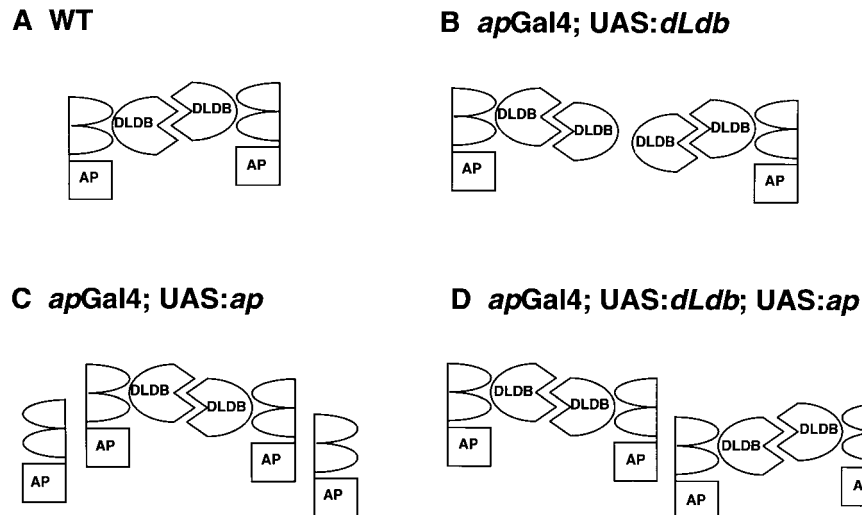 A WT
DLDB
DLDB
AP
AP
B apGal4; UAS:dLdb
DLDB
DLDB
DLDB
DLDB
AP
AP
C apGal4; UAS:ap
DLDB
DLDB
AP
AP
AP
AP
D apGal4; UAS:dLdb; UAS:ap
DLDB
DLDB
DLDB
DLDB
AP
AP
AP